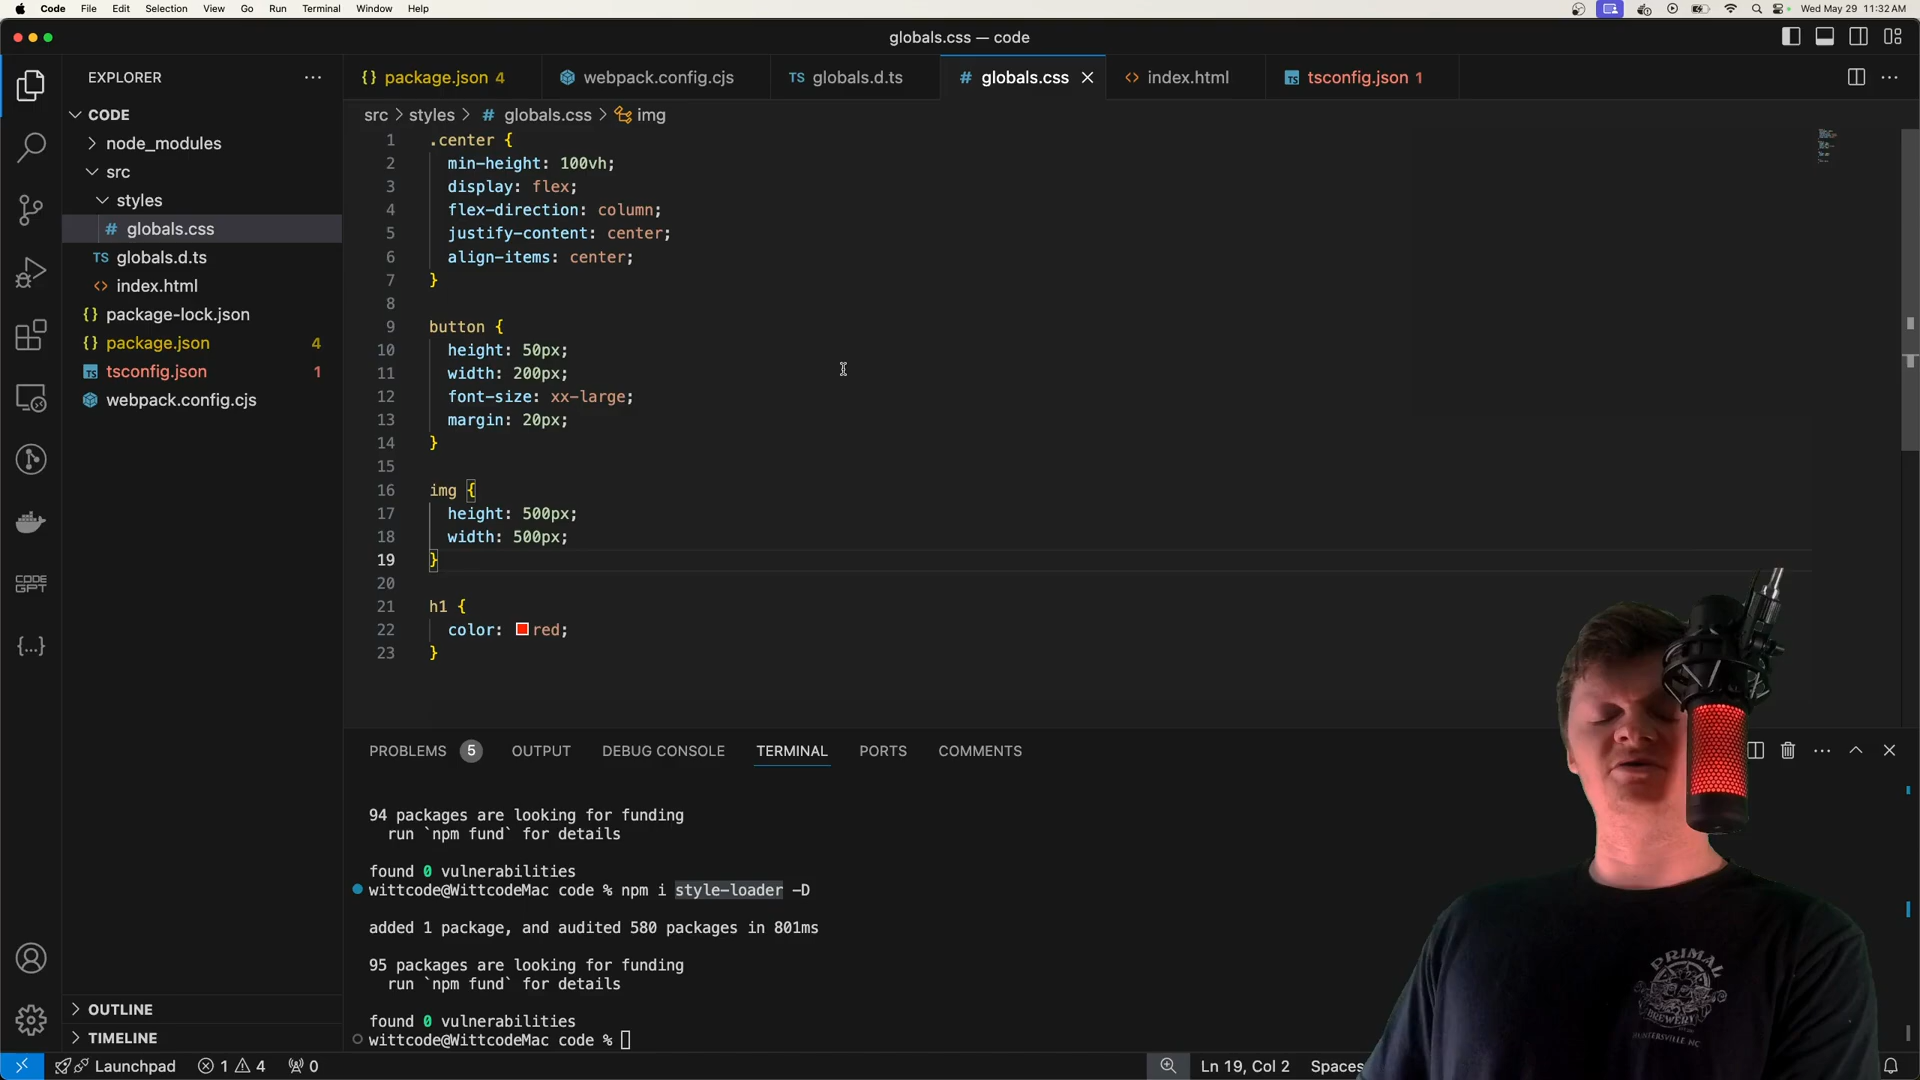 Code File Edit Selection View Go Run Terminal Window Help Wed May 29 11:32 AM
globals.css — code
EXPLORER
{} package.json 4 webpack.config.cjs TS globals.d.ts # globals.css <> index.html TS tsconfig.json 1
CODE
node_modules
src
styles
# globals.css
TS globals.d.ts
<> index.html
{} package-lock.json
{} package.json 4
TS tsconfig.json 1
webpack.config.cjs
src > styles > # globals.css > img
1 .center {
2 min-height: 100vh;
3 display: flex;
4 flex-direction: column;
5 justify-content: center;
6 align-items: center;
7 }
8
9 button {
10 height: 50px;
11 width: 200px;
12 font-size: xx-large;
13 margin: 20px;
14 }
15
16 img {
17 height: 500px;
18 width: 500px;
19 }
20
21 h1 {
22 color: red;
23 }
CODE
GPT
{...}
PROBLEMS 5 OUTPUT DEBUG CONSOLE TERMINAL PORTS COMMENTS
94 packages are looking for funding
run `npm fund` for details
found 0 vulnerabilities
wittcode@WittcodeMac code % npm i style-loader -D
added 1 package, and audited 580 packages in 801ms
95 packages are looking for funding
run `npm fund` for details
found 0 vulnerabilities
wittcode@WittcodeMac code %
OUTLINE
TIMELINE
Launchpad 1 4 0 Ln 19, Col 2 Spaces
PRIMAL
BREWERY
HUNTERSVILLE NC